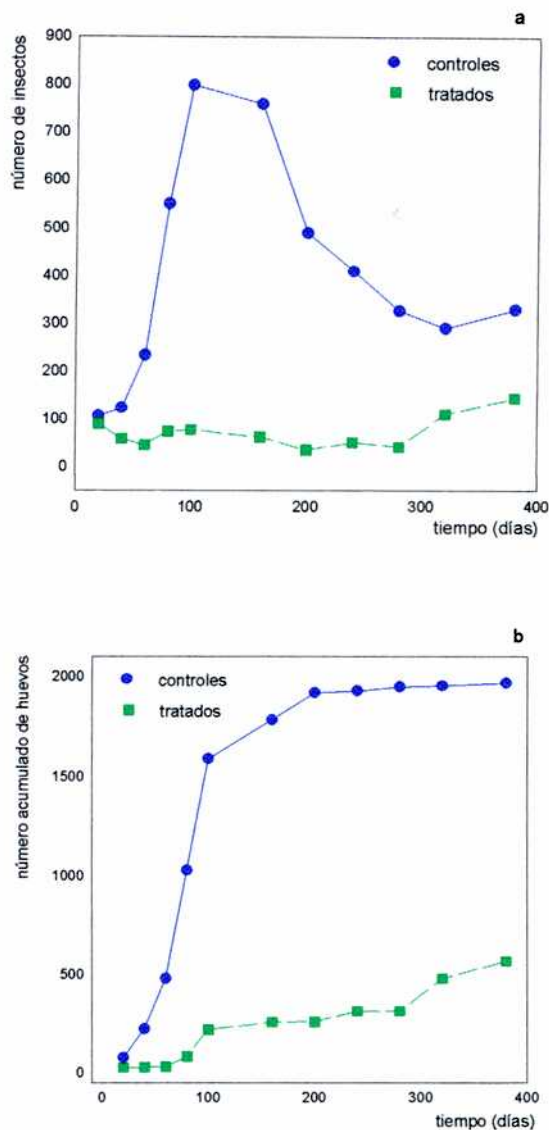 a
900
800
700
600
500
400
300
200
100
0
número de insectos
controles
tratados
0 100 200 300 400
tiempo (días)
b
2000
1500
1000
500
0
número acumulado de huevos
controles
tratados
0 100 200 300 400
tiempo (días)